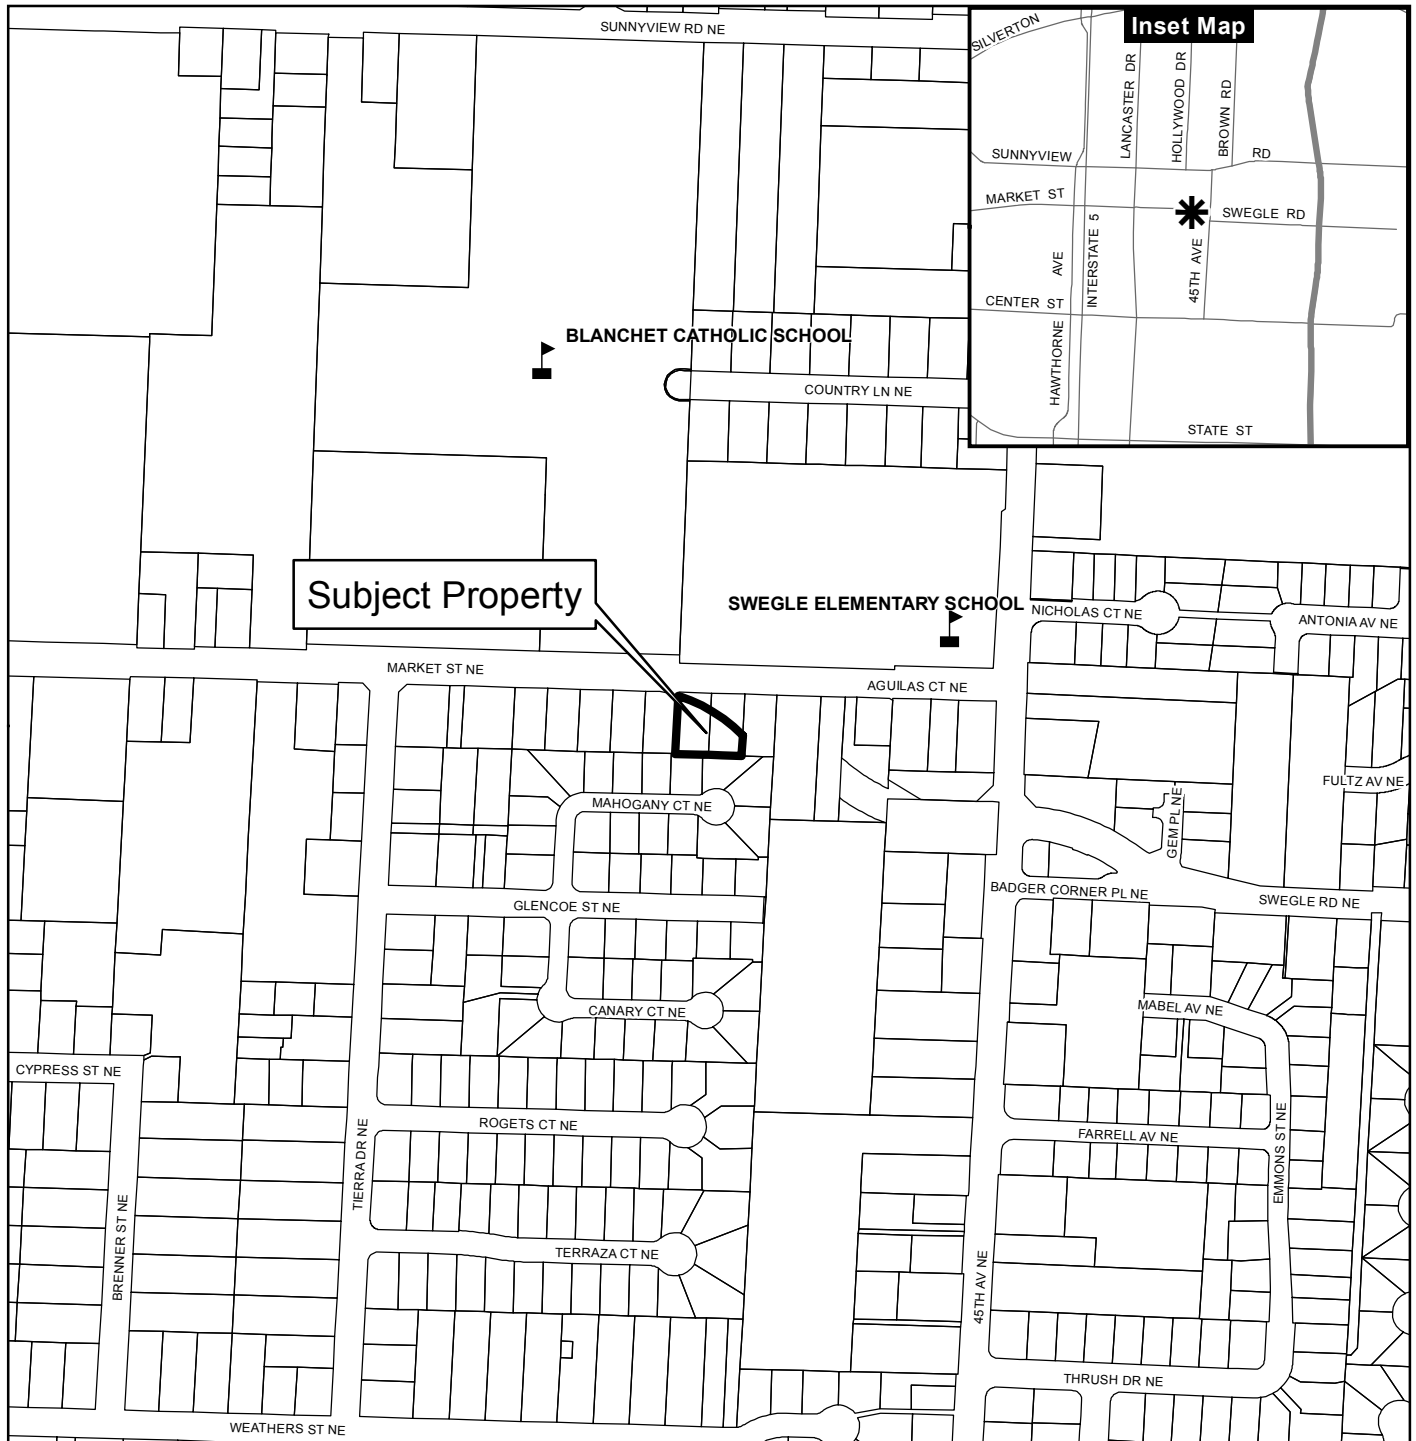 SUNNYVIEW RD NE
Inset Map
SILVERTON
LANCASTER DR
HOLLYWOOD DR
BROWN RD
SUNNYVIEW
RD
MARKET ST
SWEGLE RD
HAWTHORNE
AVE
INTERSTATE 5
45TH AVE
CENTER ST
STATE ST
BLANCHET CATHOLIC SCHOOL
COUNTRY LN NE
Subject Property
SWEGLE ELEMENTARY SCHOOL
NICHOLAS CT NE
ANTONIA AV NE
MARKET ST NE
AGUILAS CT NE
FULTZ AV NE
MAHOGANY CT NE
GEM PL NE
BADGER CORNER PL NE
SWEGLE RD NE
GLENCOE ST NE
CANARY CT NE
MABEL AV NE
CYPRESS ST NE
ROGETS CT NE
FARRELL AV NE
TIERRA DR NE
EMMONS ST NE
BRENNER ST NE
TERRAZA CT NE
45TH AV NE
THRUSH DR NE
WEATHERS ST NE